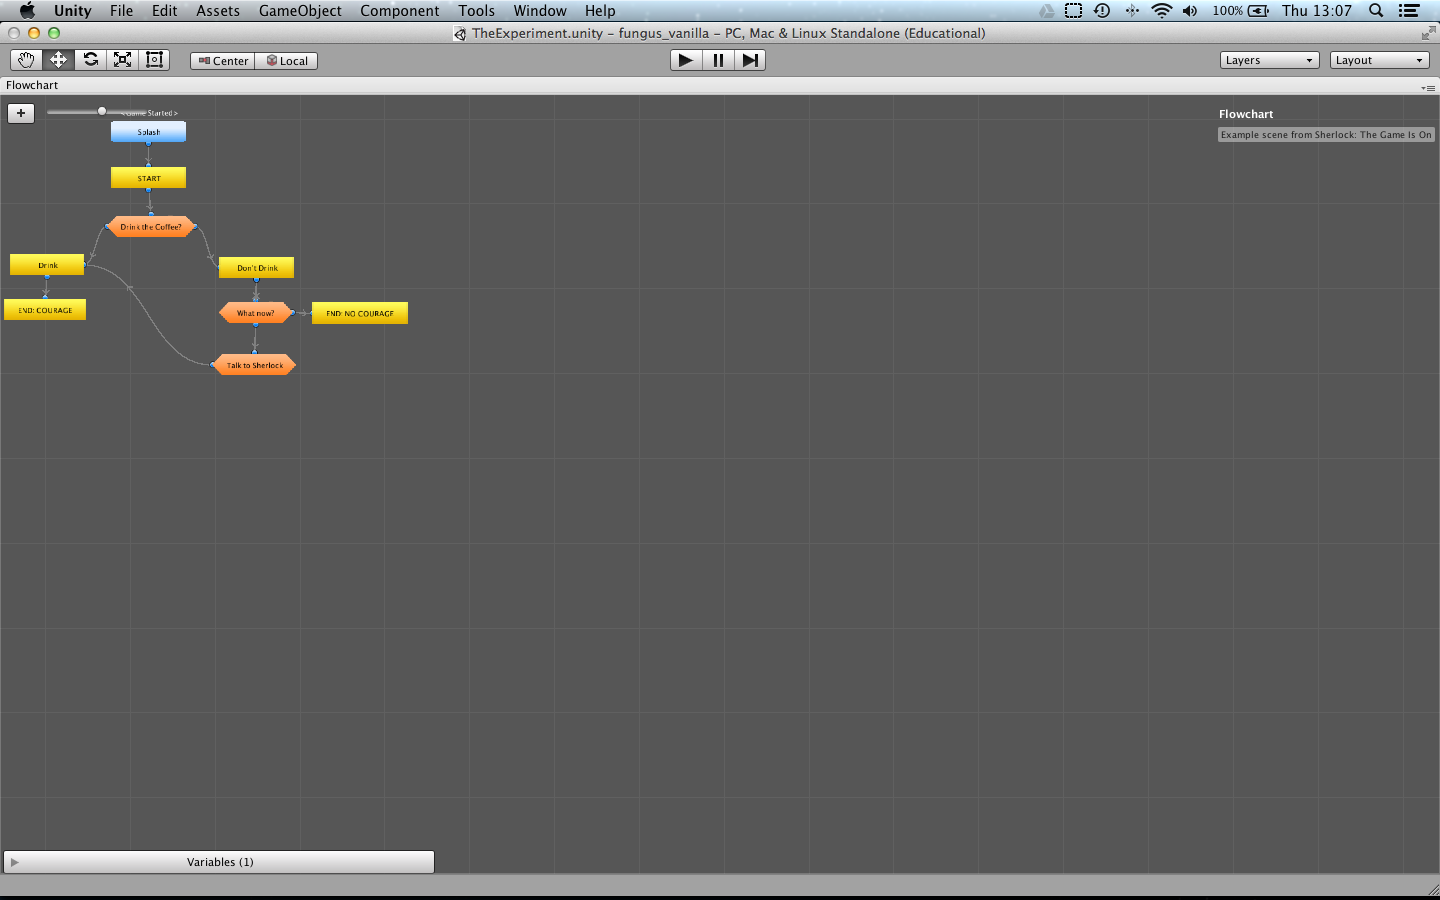 Unity File Edit Assets GameObject Component Tools Window Help 100% Thu 13:07
TheExperiment.unity – fungus_vanilla – PC, Mac & Linux Standalone (Educational)
Center Local Layers Layout
Flowchart
+ Started>
Flowchart
Example scene from Sherlock: The Game Is On
Splash
START
Drink the Coffee?
Drink
Don't Drink
END: COURAGE
What now?
END: NO COURAGE
Talk to Sherlock
Variables (1)